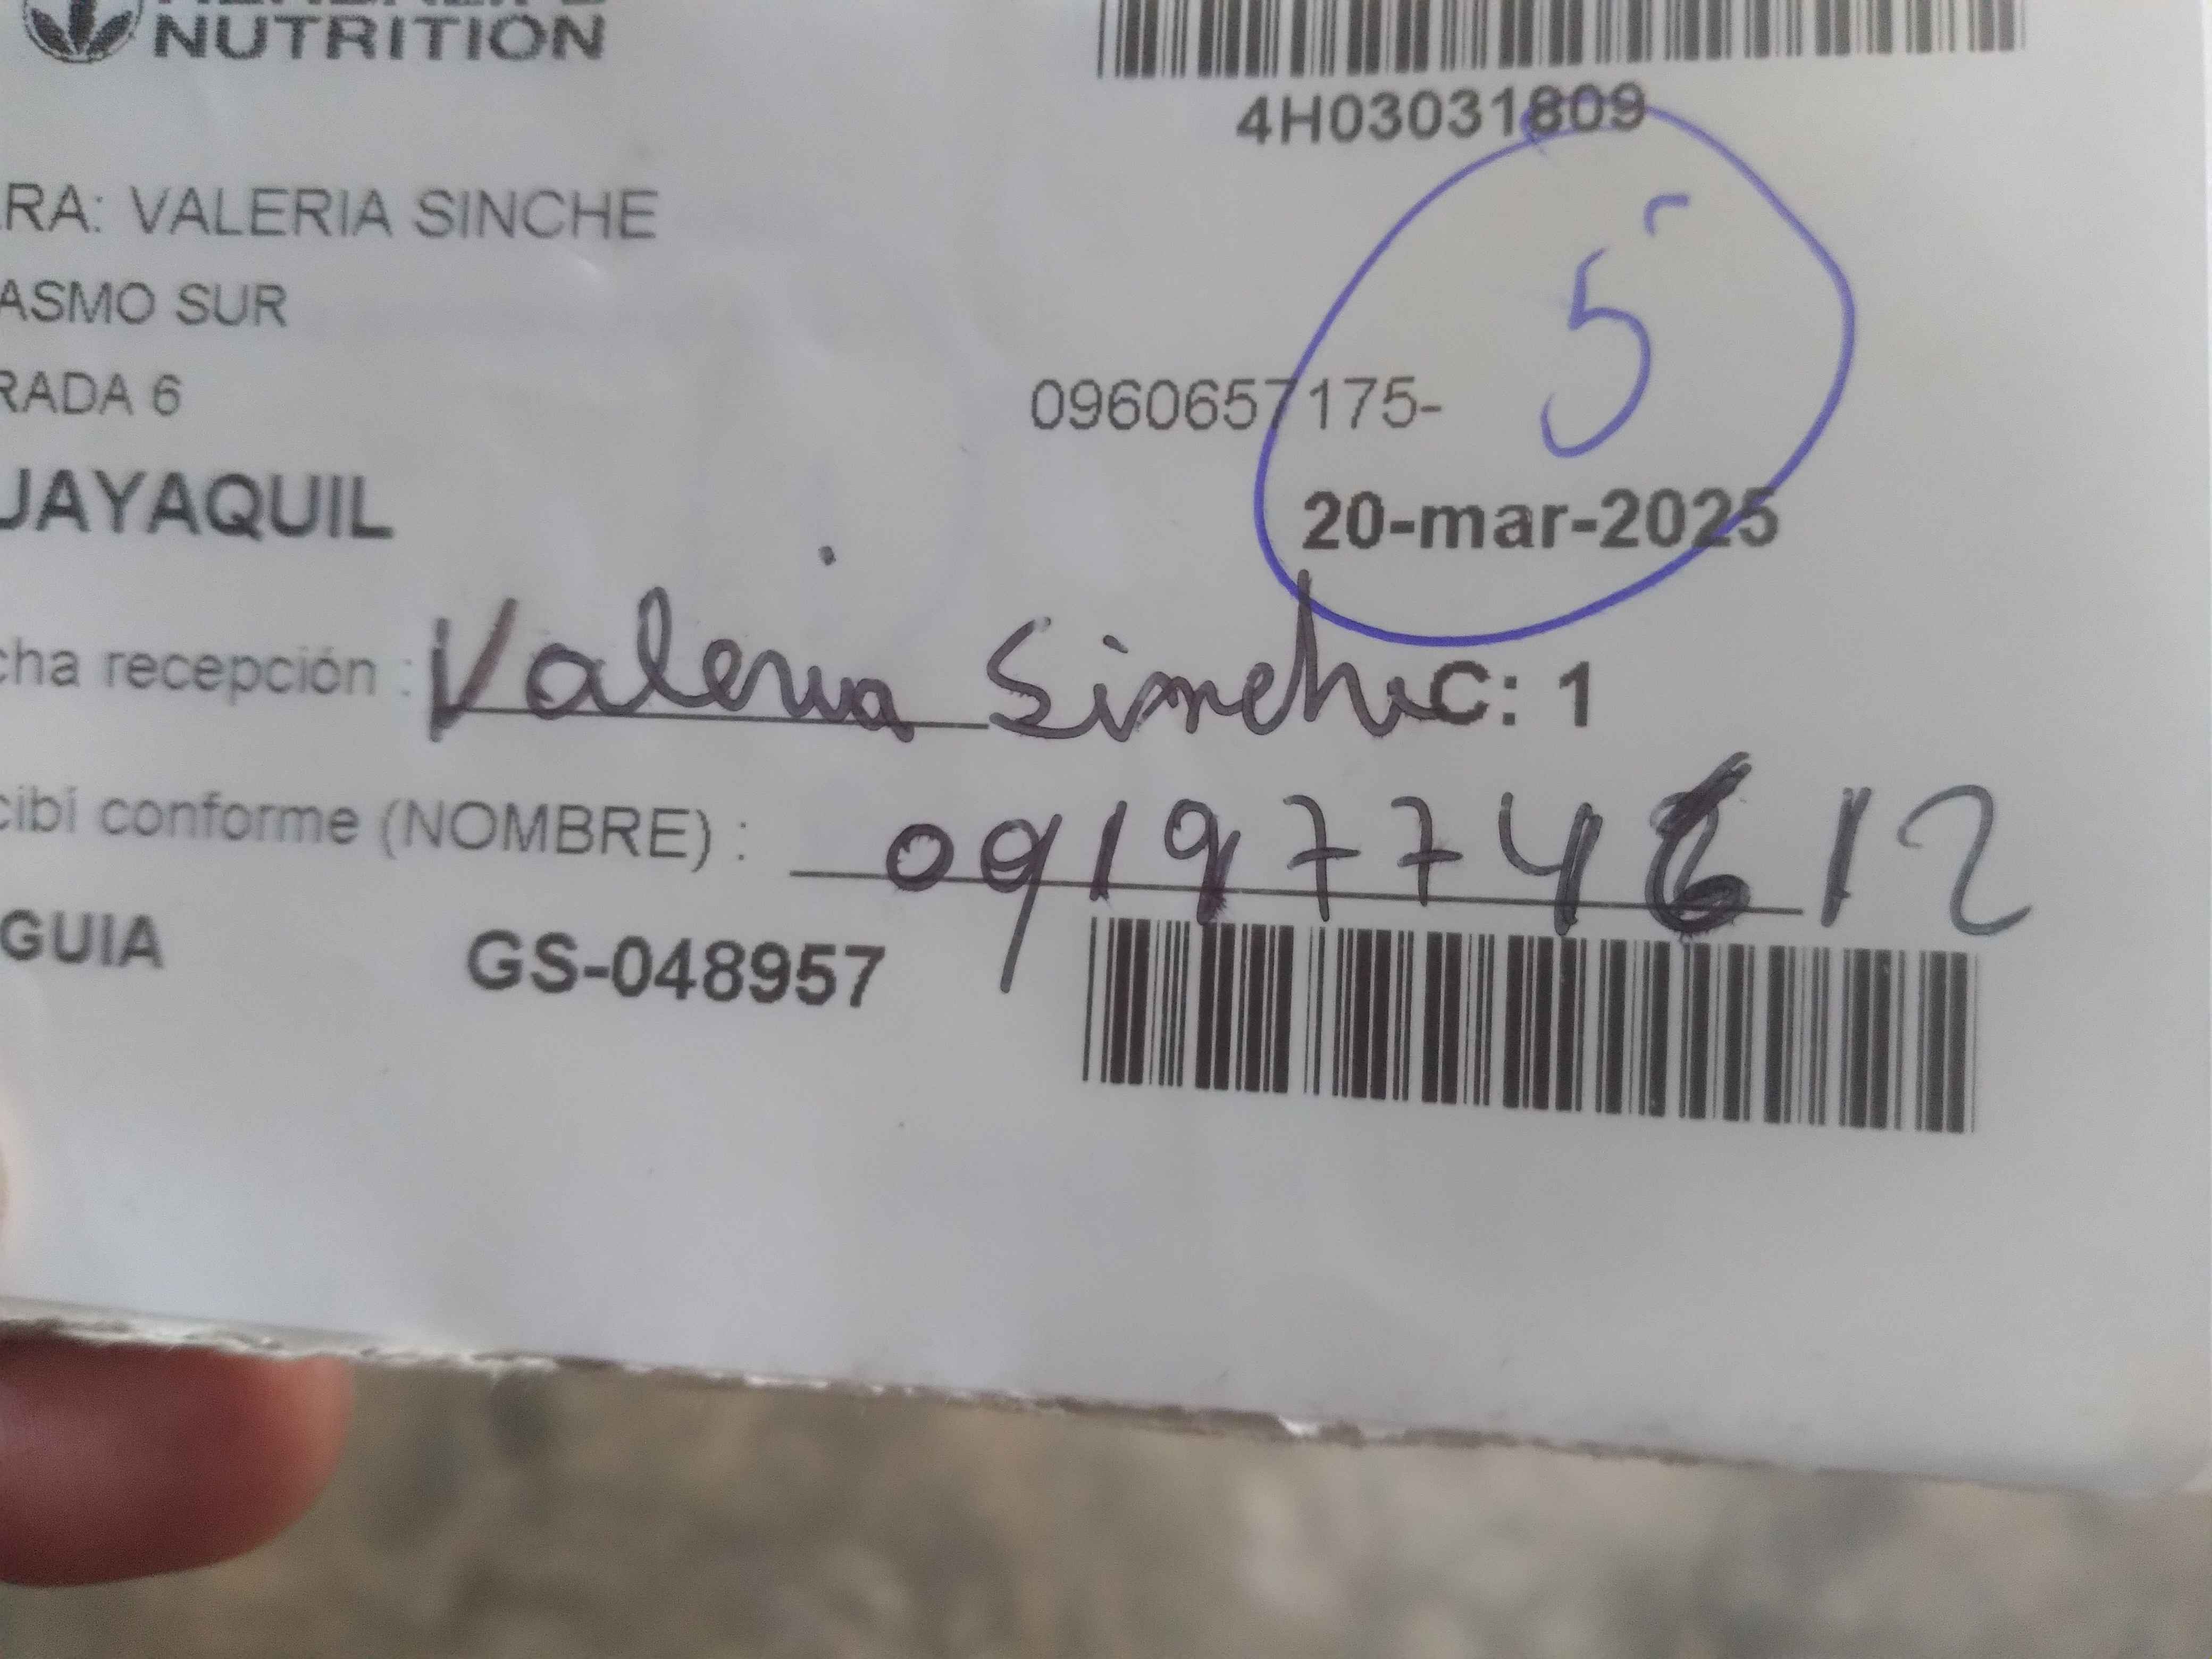 NUTRITION
4H03031809
RA: VALERIA SINCHE
5
ASMO SUR
RADA 6
0960657175-
UAYAQUIL
20-mar-2025
cha recepción : Valeria Sinche C: 1
cibí conforme (NOMBRE) : 0919774612
GUIA GS-048957